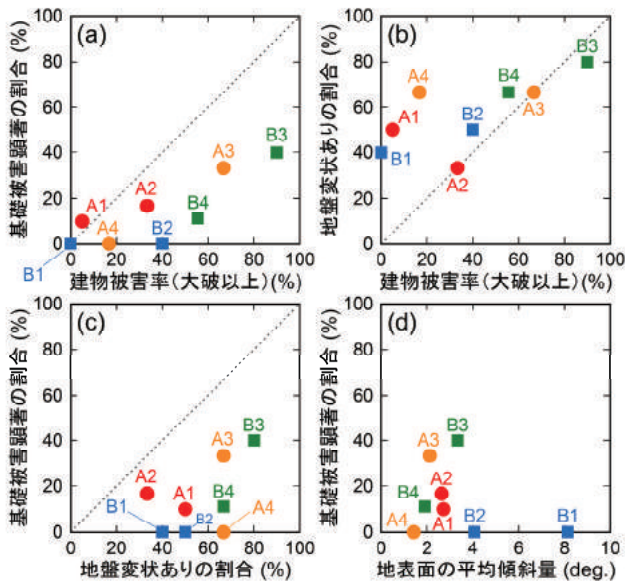 (a)
基礎被害顕著の割合 (%)
100
80
60
40
20
0
A3
B3
A2
A1
B4
A4
B2
B1
0 20 40 60 80 100
建物被害率(大破以上)(%)
(b)
地盤変状ありの割合 (%)
100
80
60
40
20
0
B3
A4
B4
A3
A1
B2
B1
A2
0 20 40 60 80 100
建物被害率(大破以上)(%)
(c)
基礎被害顕著の割合 (%)
100
80
60
40
20
0
B3
A3
A2
A1
B4
B1
B2
A4
0 20 40 60 80 100
地盤変状ありの割合 (%)
(d)
基礎被害顕著の割合 (%)
100
80
60
40
20
0
B3
A3
A2
B4
A1
A4
B2
B1
0 2 4 6 8 10
地表面の平均傾斜量 (deg.)